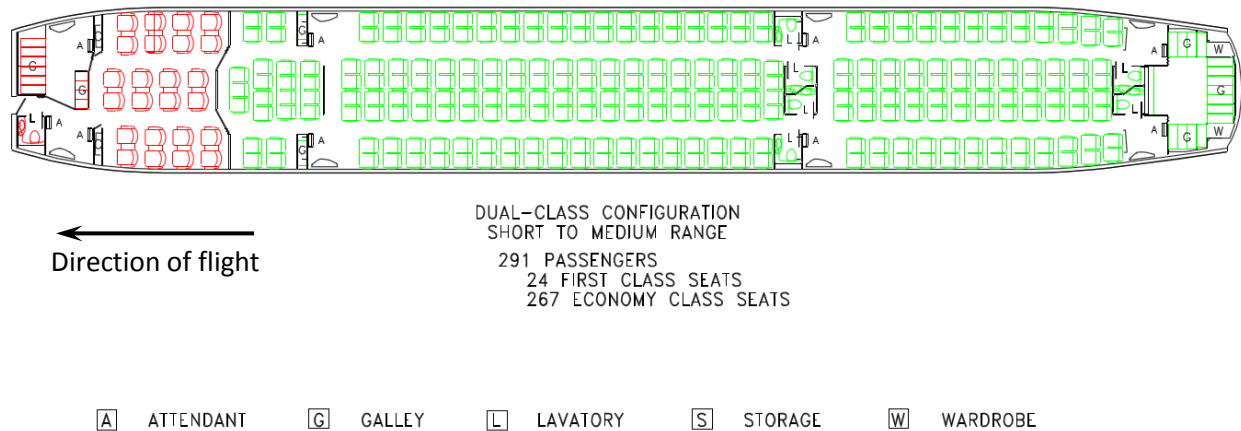 G A G A G A L A A G W
L L G
G
L A A G A L A A G W
Direction of flight
DUAL-CLASS CONFIGURATION
SHORT TO MEDIUM RANGE
291 PASSENGERS
24 FIRST CLASS SEATS
267 ECONOMY CLASS SEATS
A ATTENDANT G GALLEY L LAVATORY S STORAGE W WARDROBE